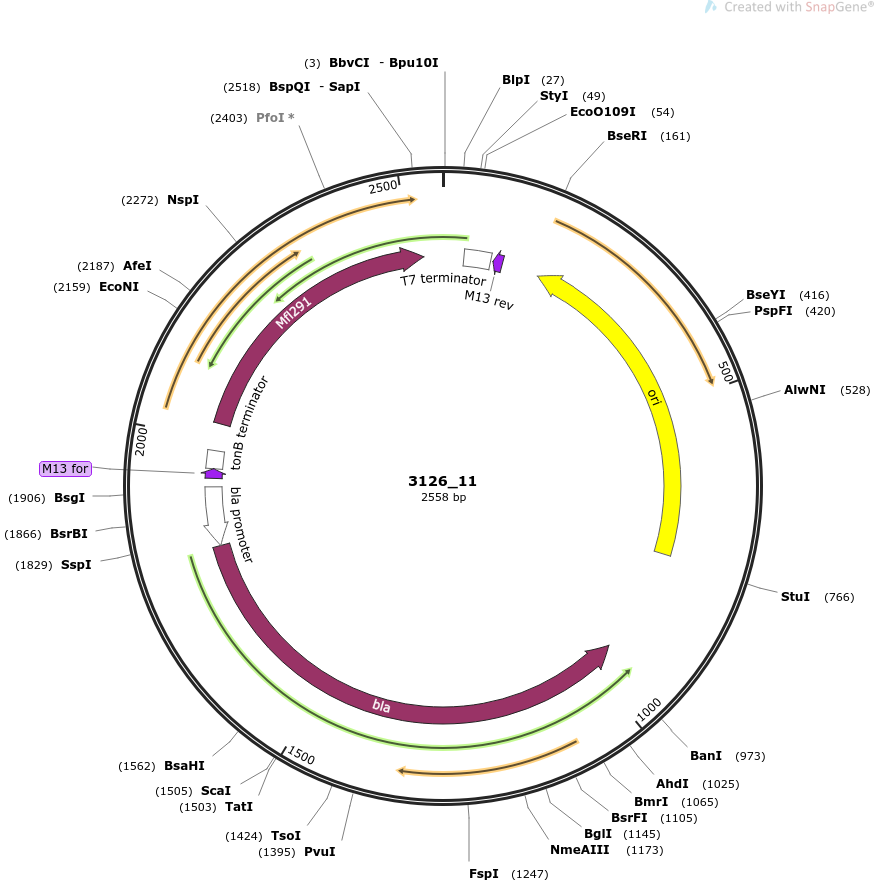 Created with SnapGene®
(3) BbvCI - Bpu10I
(2518) BspQI - SapI
(2403) PfoI *
BlpI (27)
StyI (49)
EcoO109I (54)
BseRI (161)
2500
(2272) NspI
T7 terminator
M13 rev
(2187) AfeI
(2159) EcoNI
Mfl291
BseYI (416)
PspFI (420)
500
AlwNI (528)
ori
2000
tonB terminator
M13 for
(1906) BsgI
3126_11
2558 bp
bla promoter
(1866) BsrBI
(1829) SspI
StuI (766)
bla
1000
1500
BanI (973)
(1562) BsaHI
AhdI (1025)
(1505) ScaI
BmrI (1065)
(1503) TatI
BsrFI (1105)
(1424) TsoI
BglI (1145)
(1395) PvuI
NmeAIII (1173)
FspI (1247)